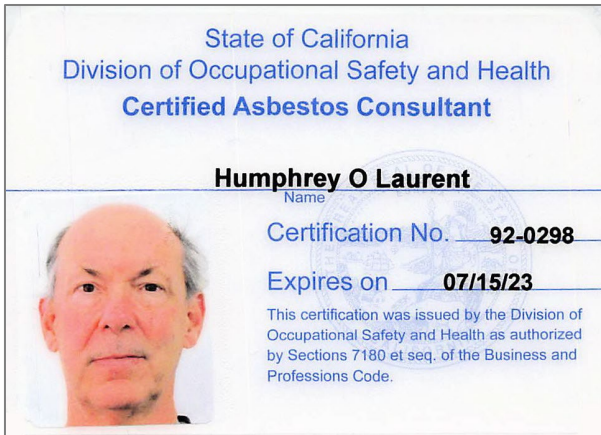 State of California
Division of Occupational Safety and Health
Certified Asbestos Consultant
Humphrey O Laurent
Name
Certification No. 92-0298
Expires on 07/15/23
This certification was issued by the Division of
Occupational Safety and Health as authorized
by Sections 7180 et seq. of the Business and
Professions Code.